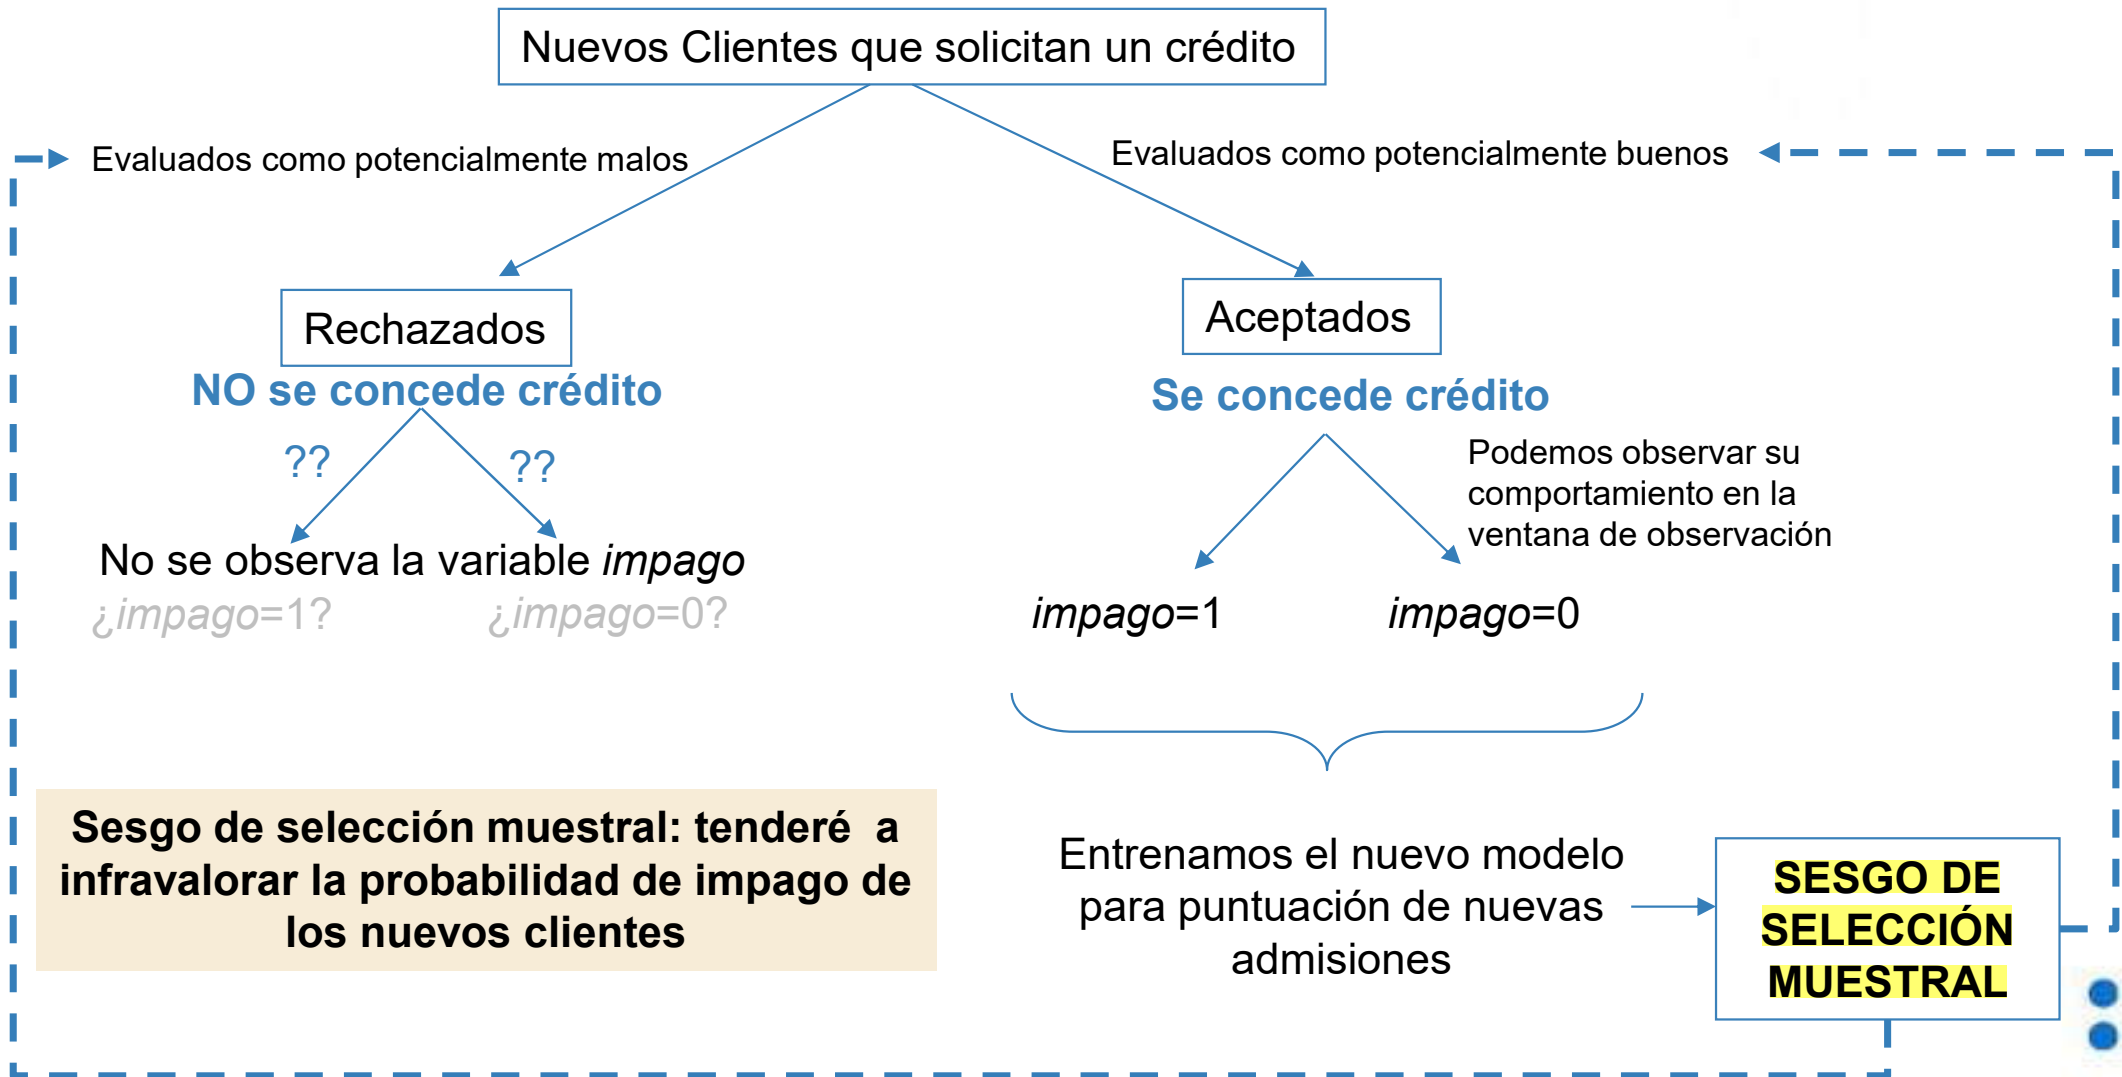 Nuevos Clientes que solicitan un crédito
Evaluados como potencialmente malos
Evaluados como potencialmente buenos
Rechazados
NO se concede crédito
??
??
No se observa la variable impago
¿impago=1?
¿impago=0?
Aceptados
Se concede crédito
Podemos observar su
comportamiento en la
ventana de observación
impago=1
impago=0
Sesgo de selección muestral: tenderé a
infravalorar la probabilidad de impago de
los nuevos clientes
Entrenamos el nuevo modelo
para puntuación de nuevas
admisiones
SESGO DE
SELECCIÓN
MUESTRAL